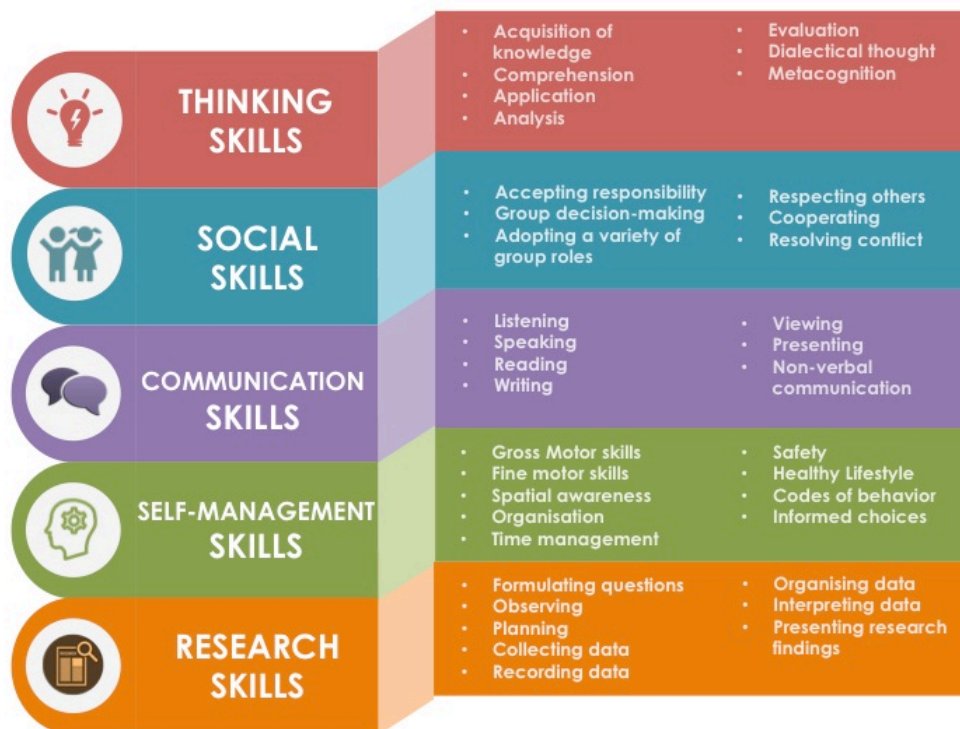 THINKING
SKILLS
• Acquisition of
knowledge
• Comprehension
• Application
• Analysis
• Evaluation
• Dialectical thought
• Metacognition
SOCIAL
SKILLS
• Accepting responsibility
• Group decision-making
• Adopting a variety of
group roles
• Respecting others
• Cooperating
• Resolving conflict
COMMUNICATION
SKILLS
• Listening
• Speaking
• Reading
• Writing
• Viewing
• Presenting
• Non-verbal
communication
SELF-MANAGEMENT
SKILLS
• Gross Motor skills
• Fine motor skills
• Spatial awareness
• Organisation
• Time management
• Safety
• Healthy Lifestyle
• Codes of behavior
• Informed choices
RESEARCH
SKILLS
• Formulating questions
• Observing
• Planning
• Collecting data
• Recording data
• Organising data
• Interpreting data
• Presenting research
findings